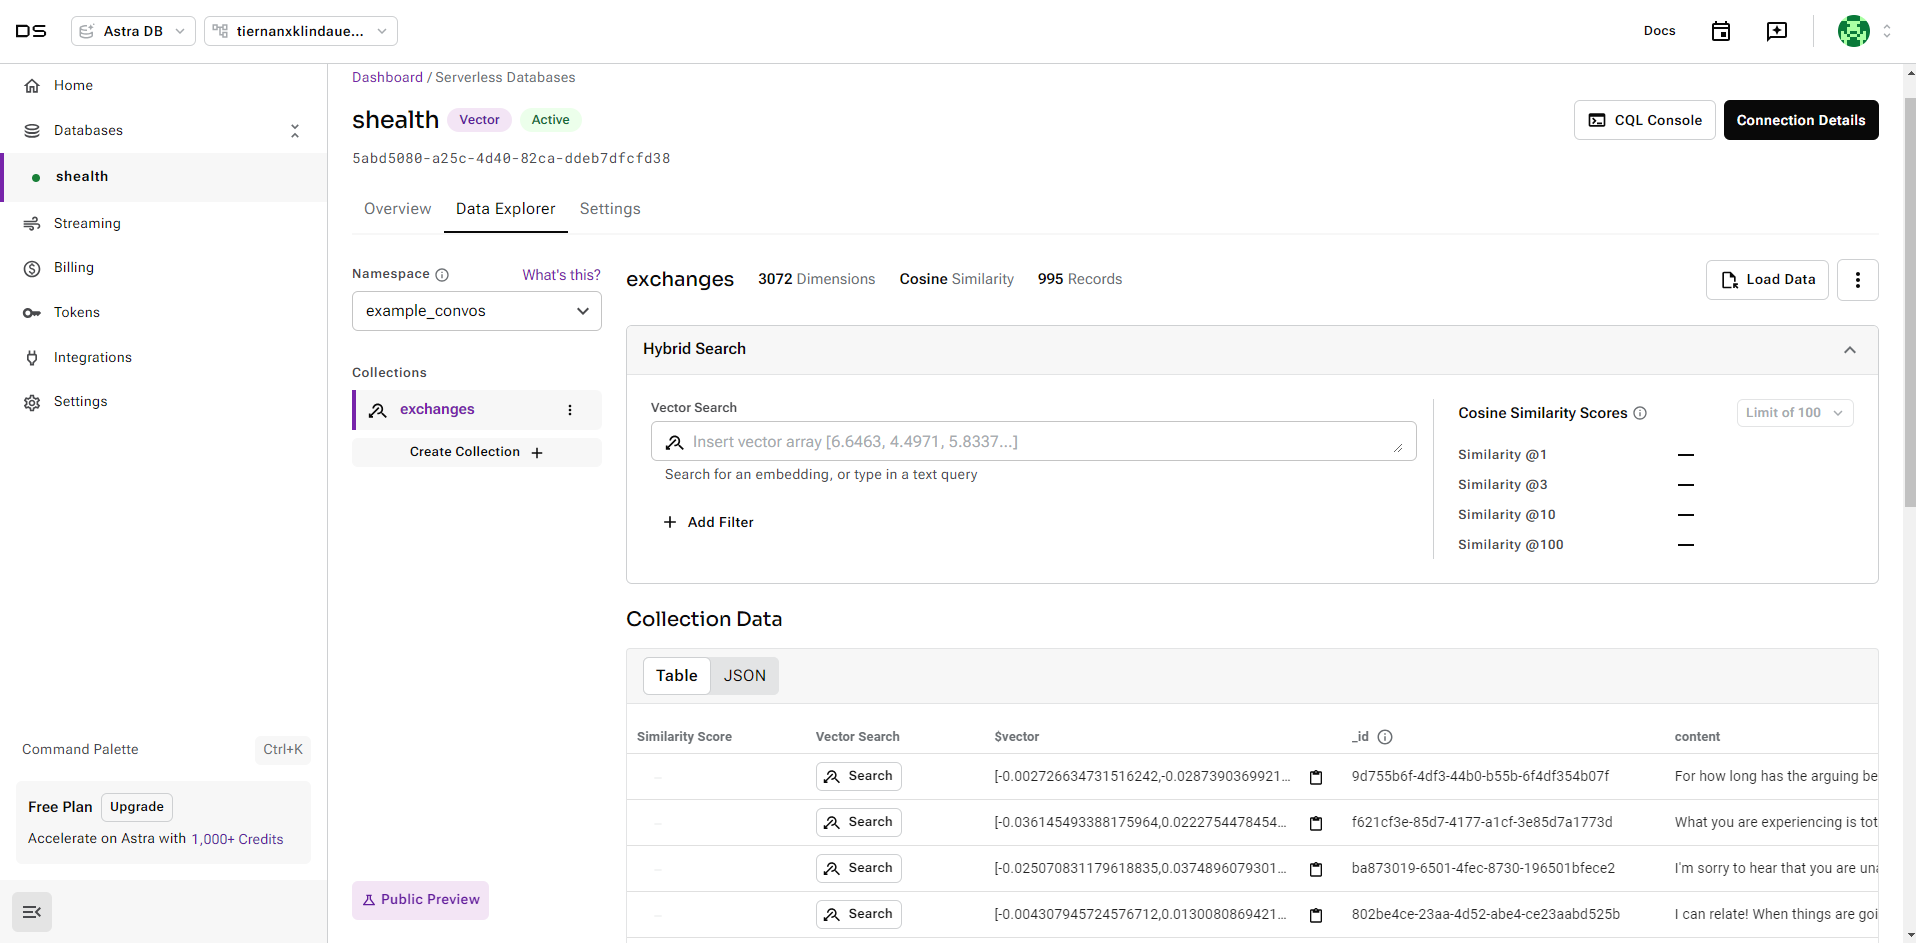 DS
Astra DB
tiernanxklindaue...
Docs
Home
Databases
shealth
Streaming
Billing
Tokens
Integrations
Settings
Command Palette
Ctrl+K
Free Plan
Upgrade
Accelerate on Astra with 1,000+ Credits
Dashboard / Serverless Databases
shealth
Vector
Active
CQL Console
Connection Details
5abd5080-a25c-4d40-82ca-ddeb7dfcfd38
Overview
Data Explorer
Settings
Namespace
What's this?
example_convos
Collections
exchanges
Create Collection
Public Preview
exchanges
3072 Dimensions
Cosine Similarity
995 Records
Load Data
Hybrid Search
Vector Search
Insert vector array [6.6463, 4.4971, 5.8337...]
Search for an embedding, or type in a text query
Add Filter
Cosine Similarity Scores
Limit of 100
Similarity @1
Similarity @3
Similarity @10
Similarity @100
Collection Data
Table
JSON
Similarity Score Vector Search $vector _id content
Search [-0.002726634731516242,-0.0287390369921... 9d755b6f-4df3-44b0-b55b-6f4df354b07f For how long has the arguing be
Search [-0.036145493388175964,0.0222754478454... f621cf3e-85d7-4177-a1cf-3e85d7a1773d What you are experiencing is tot
Search [-0.025070831179618835,0.0374896079301... ba873019-6501-4fec-8730-196501bfece2 I'm sorry to hear that you are una
Search [-0.004307945724576712,0.0130080869421... 802be4ce-23aa-4d52-abe4-ce23aabd525b I can relate! When things are goi